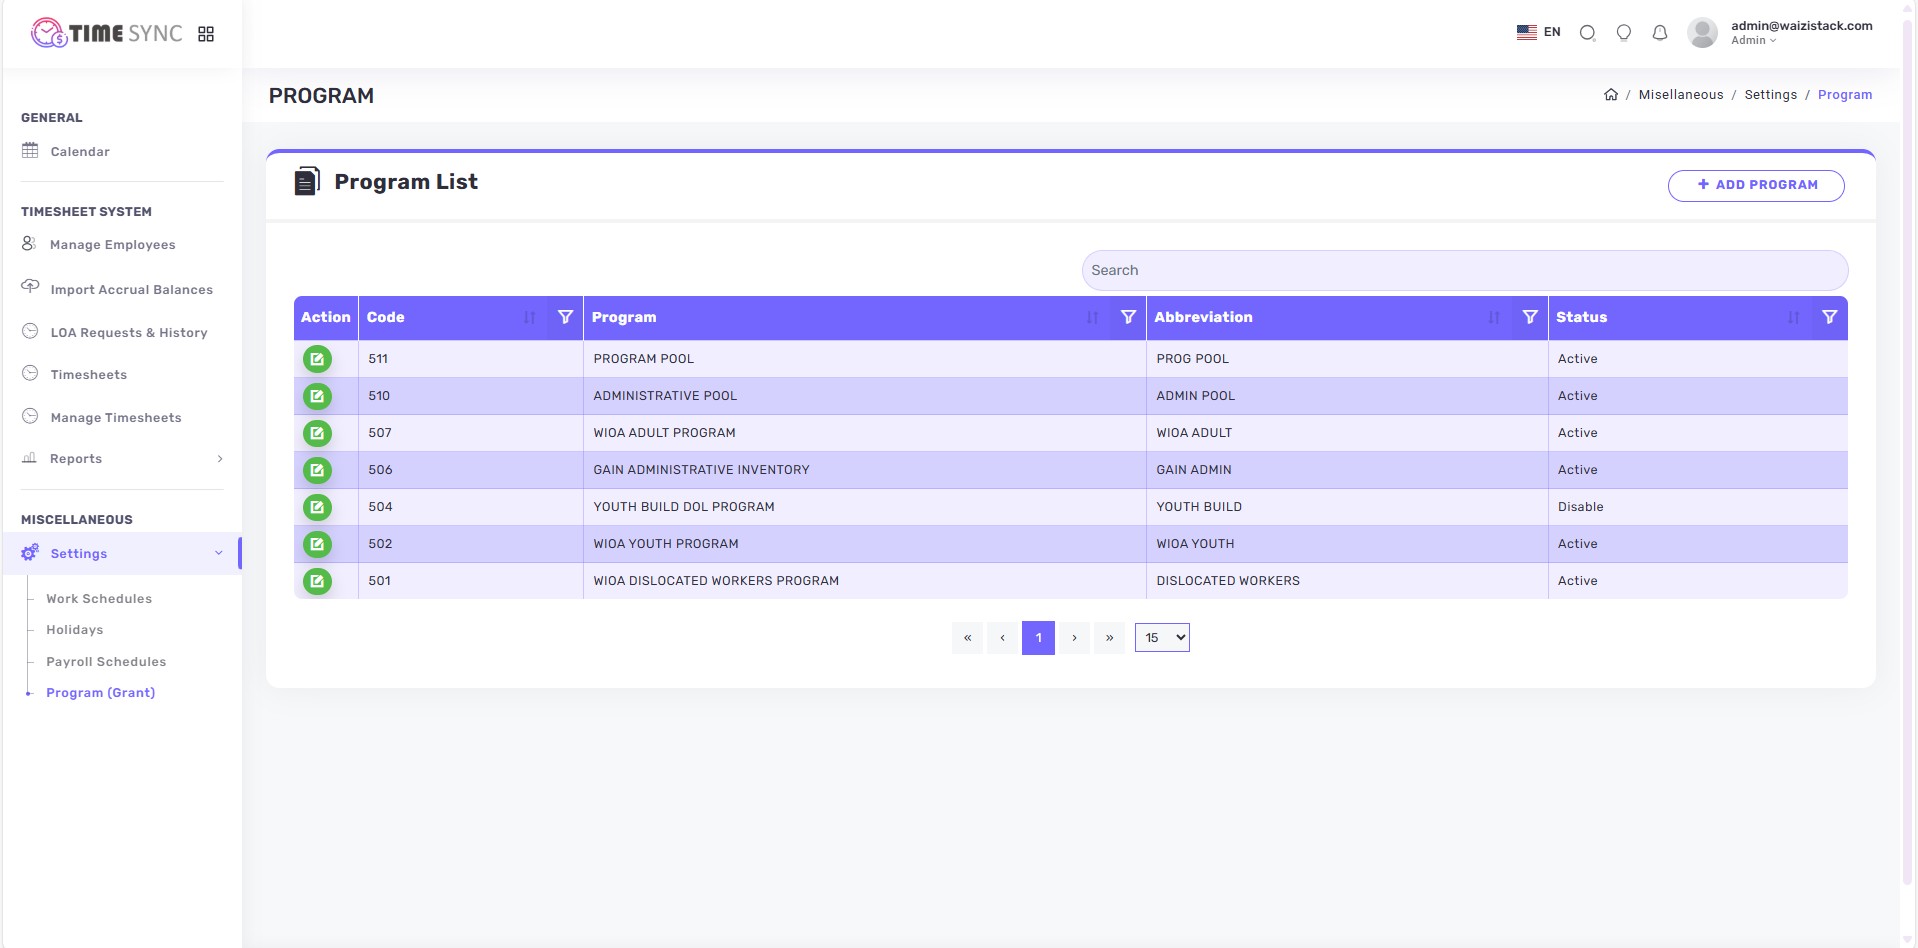 TIME SYNC
EN
admin@waizistack.com
Admin
PROGRAM
/ Misellaneous / Settings / Program
GENERAL
Calendar
TIMESHEET SYSTEM
Manage Employees
Import Accrual Balances
LOA Requests & History
Timesheets
Manage Timesheets
Reports
MISCELLANEOUS
Settings
Work Schedules
Holidays
Payroll Schedules
Program (Grant)
Program List
+ ADD PROGRAM
Search
Action Code Program Abbreviation Status
511 PROGRAM POOL PROG POOL Active
510 ADMINISTRATIVE POOL ADMIN POOL Active
507 WIOA ADULT PROGRAM WIOA ADULT Active
506 GAIN ADMINISTRATIVE INVENTORY GAIN ADMIN Active
504 YOUTH BUILD DOL PROGRAM YOUTH BUILD Disable
502 WIOA YOUTH PROGRAM WIOA YOUTH Active
501 WIOA DISLOCATED WORKERS PROGRAM DISLOCATED WORKERS Active
« ‹ 1 › » 15